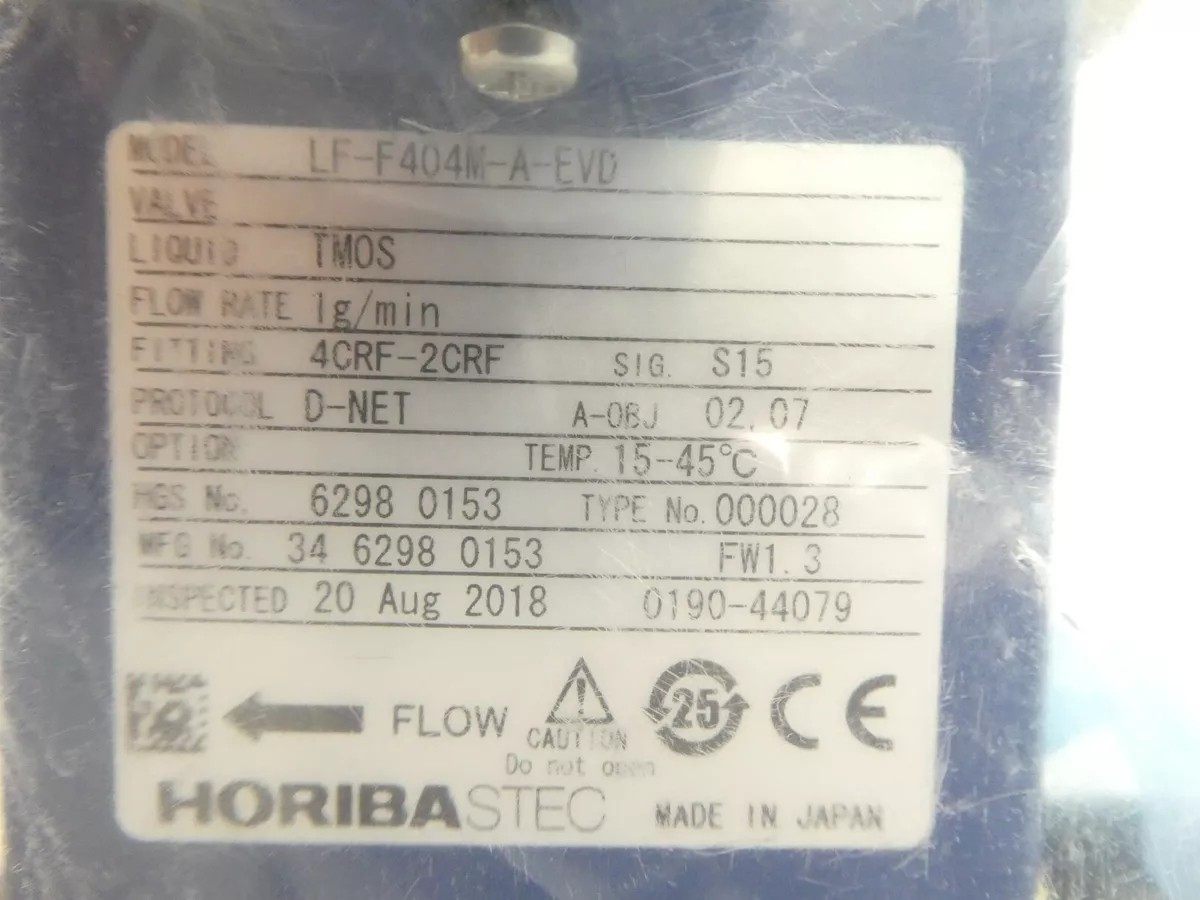 MODEL LF-F404M-A-EVD
VALVE
LIQUID TMOS
FLOW RATE 1g/min
FITTING 4CRF-2CRF SIG. S15
PROTOCOL D-NET A-OBJ 02.07
OPTION TEMP. 15-45℃
HGS No. 6298 0153 TYPE No. 000028
MFG No. 34 6298 0153 FW1.3
INSPECTED 20 Aug 2018 0190-44079
FLOW CAUTION 25 CE
Do not open
HORIBASTEC MADE IN JAPAN